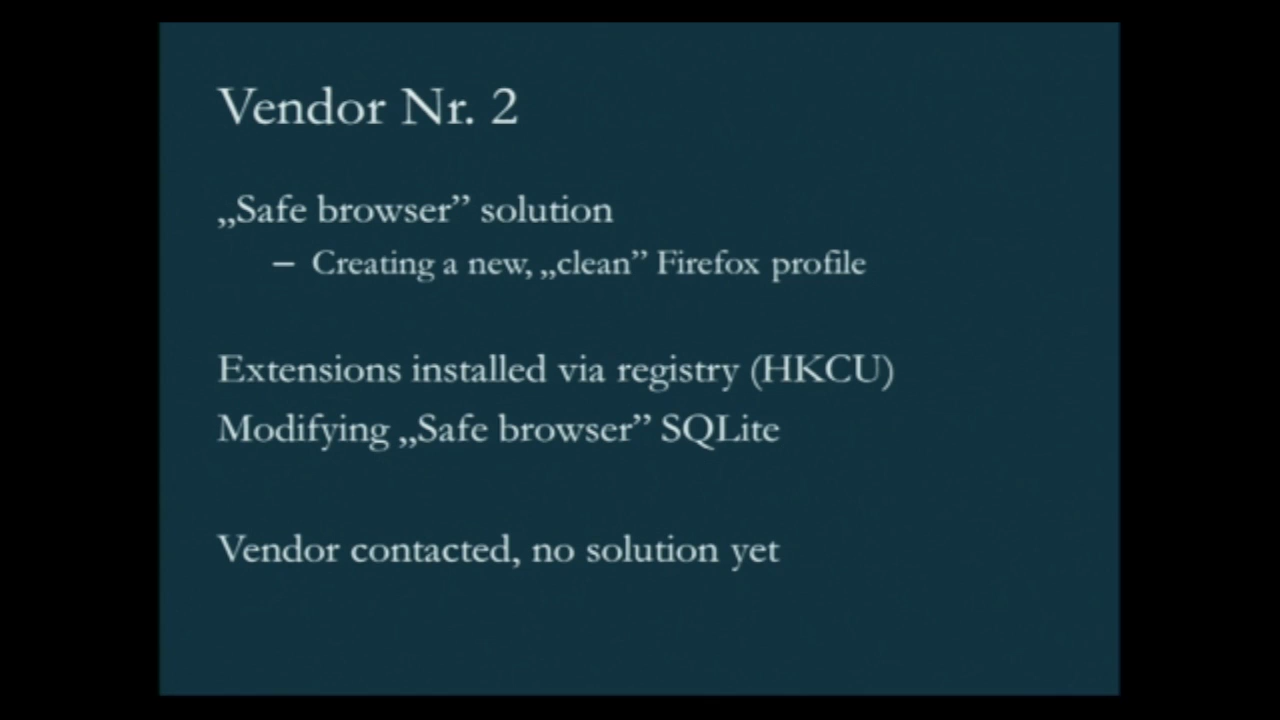 Vendor Nr. 2
„Safe browser” solution
– Creating a new, „clean” Firefox profile
Extensions installed via registry (HKCU)
Modifying „Safe browser” SQLite
Vendor contacted, no solution yet